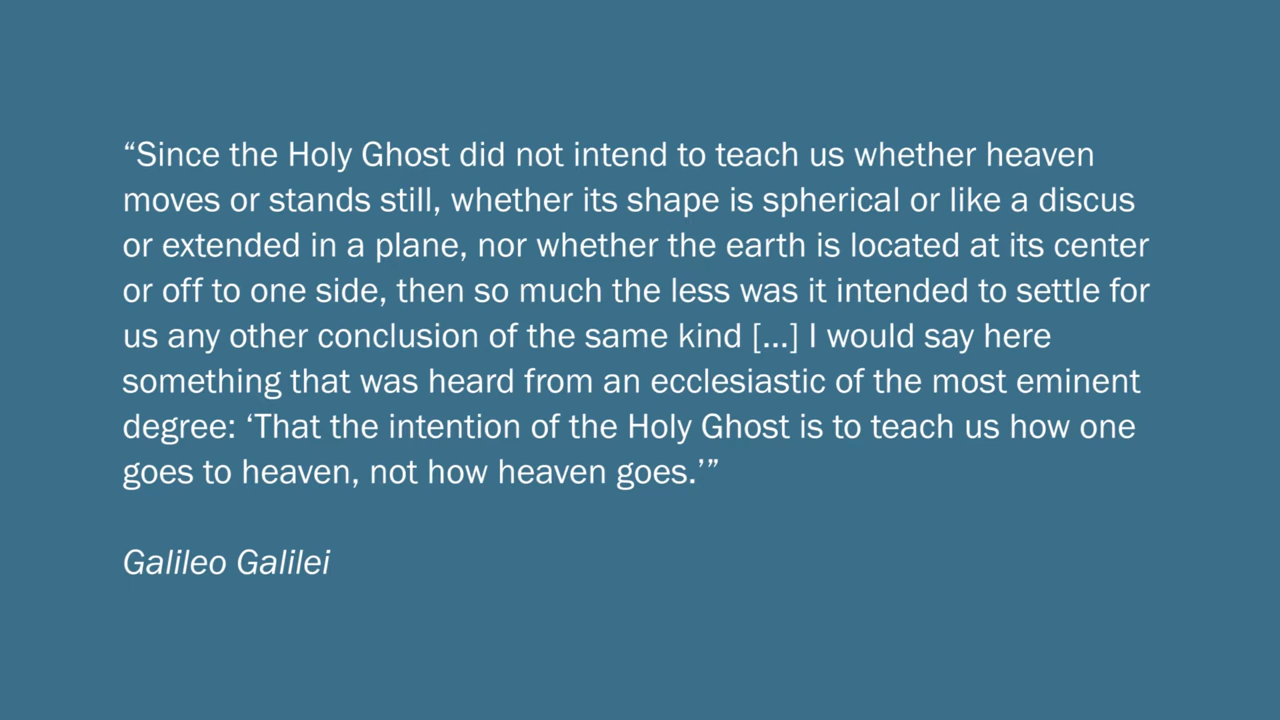 “Since the Holy Ghost did not intend to teach us whether heaven
moves or stands still, whether its shape is spherical or like a discus
or extended in a plane, nor whether the earth is located at its center
or off to one side, then so much the less was it intended to settle for
us any other conclusion of the same kind [...] I would say here
something that was heard from an ecclesiastic of the most eminent
degree: ‘That the intention of the Holy Ghost is to teach us how one
goes to heaven, not how heaven goes.’”
Galileo Galilei